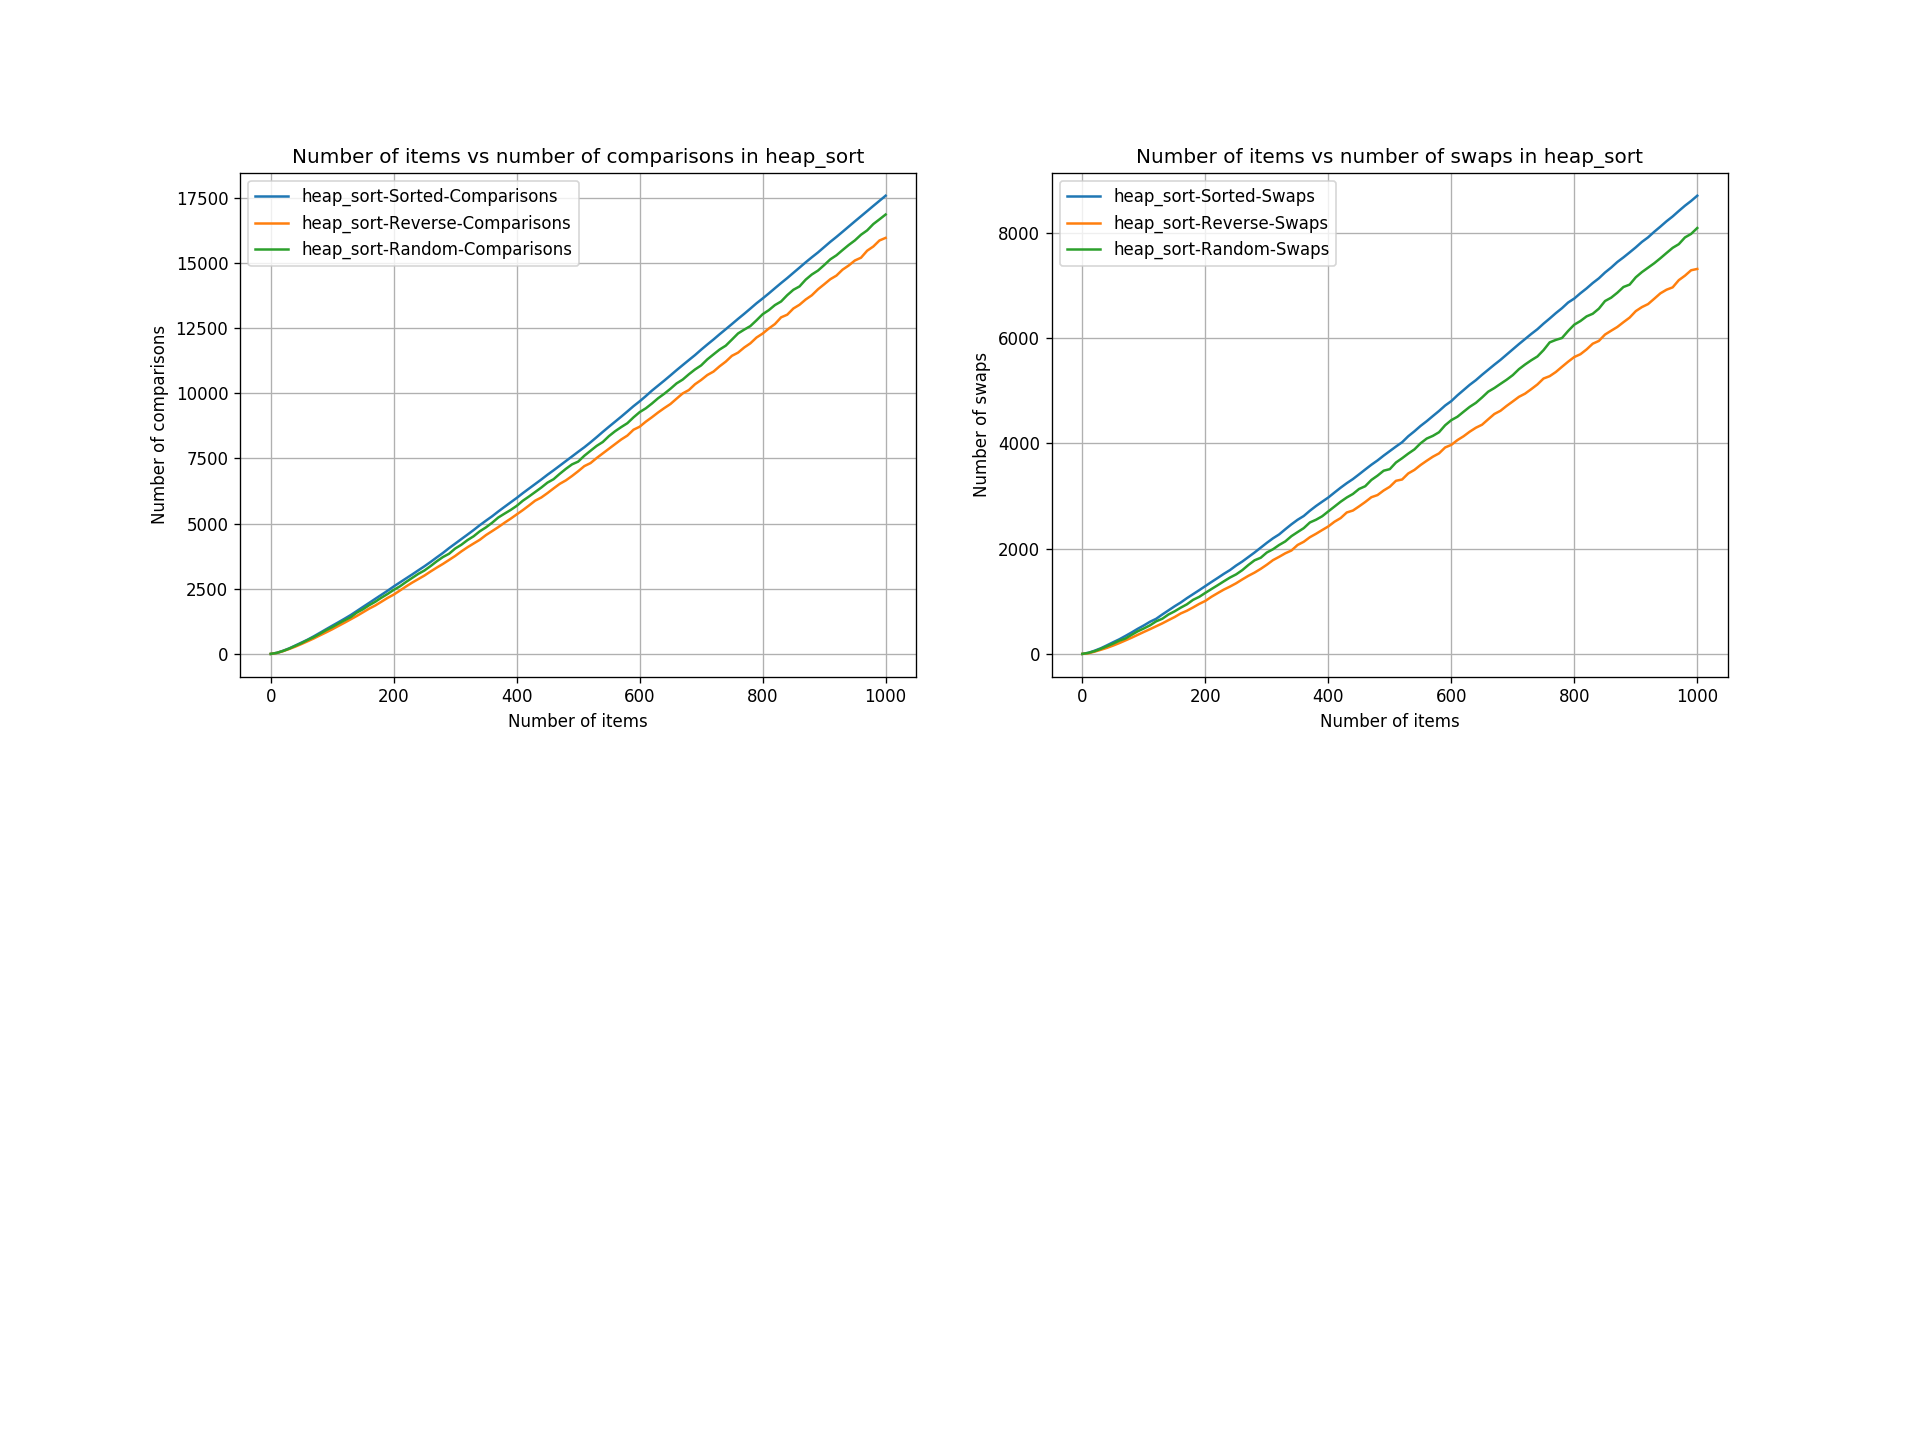 Number of items vs number of comparisons in heap_sort
heap_sort-Sorted-Comparisons
heap_sort-Reverse-Comparisons
heap_sort-Random-Comparisons
17500
15000
12500
10000
7500
5000
2500
0
Number of comparisons
0 200 400 600 800 1000
Number of items
Number of items vs number of swaps in heap_sort
heap_sort-Sorted-Swaps
heap_sort-Reverse-Swaps
heap_sort-Random-Swaps
8000
6000
4000
2000
0
Number of swaps
0 200 400 600 800 1000
Number of items